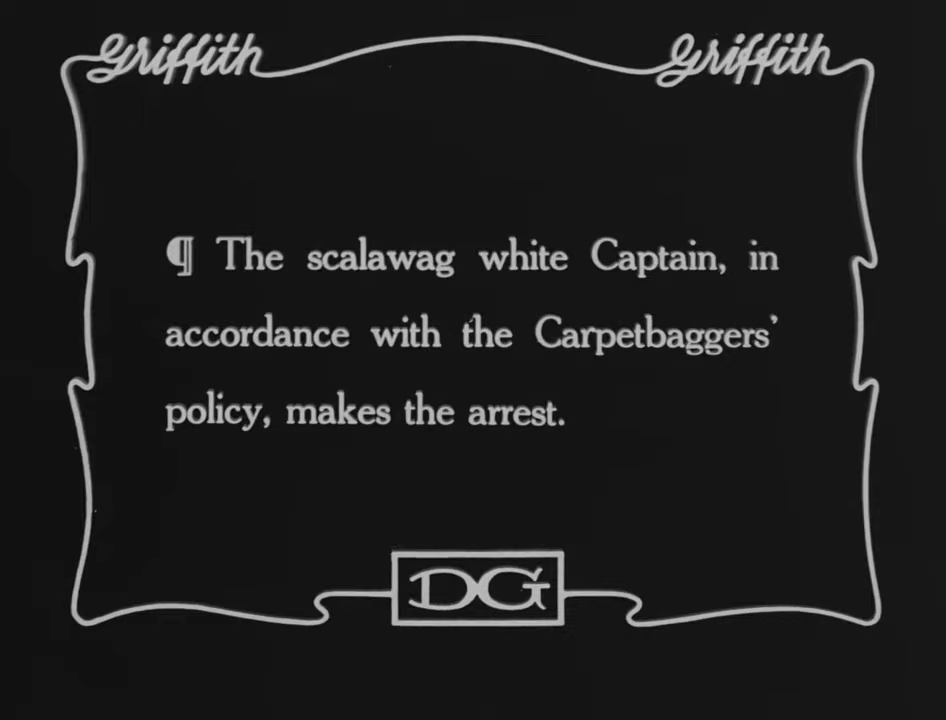 Griffith Griffith
¶ The scalawag white Captain, in
accordance with the Carpetbaggers’
policy, makes the arrest.
DG